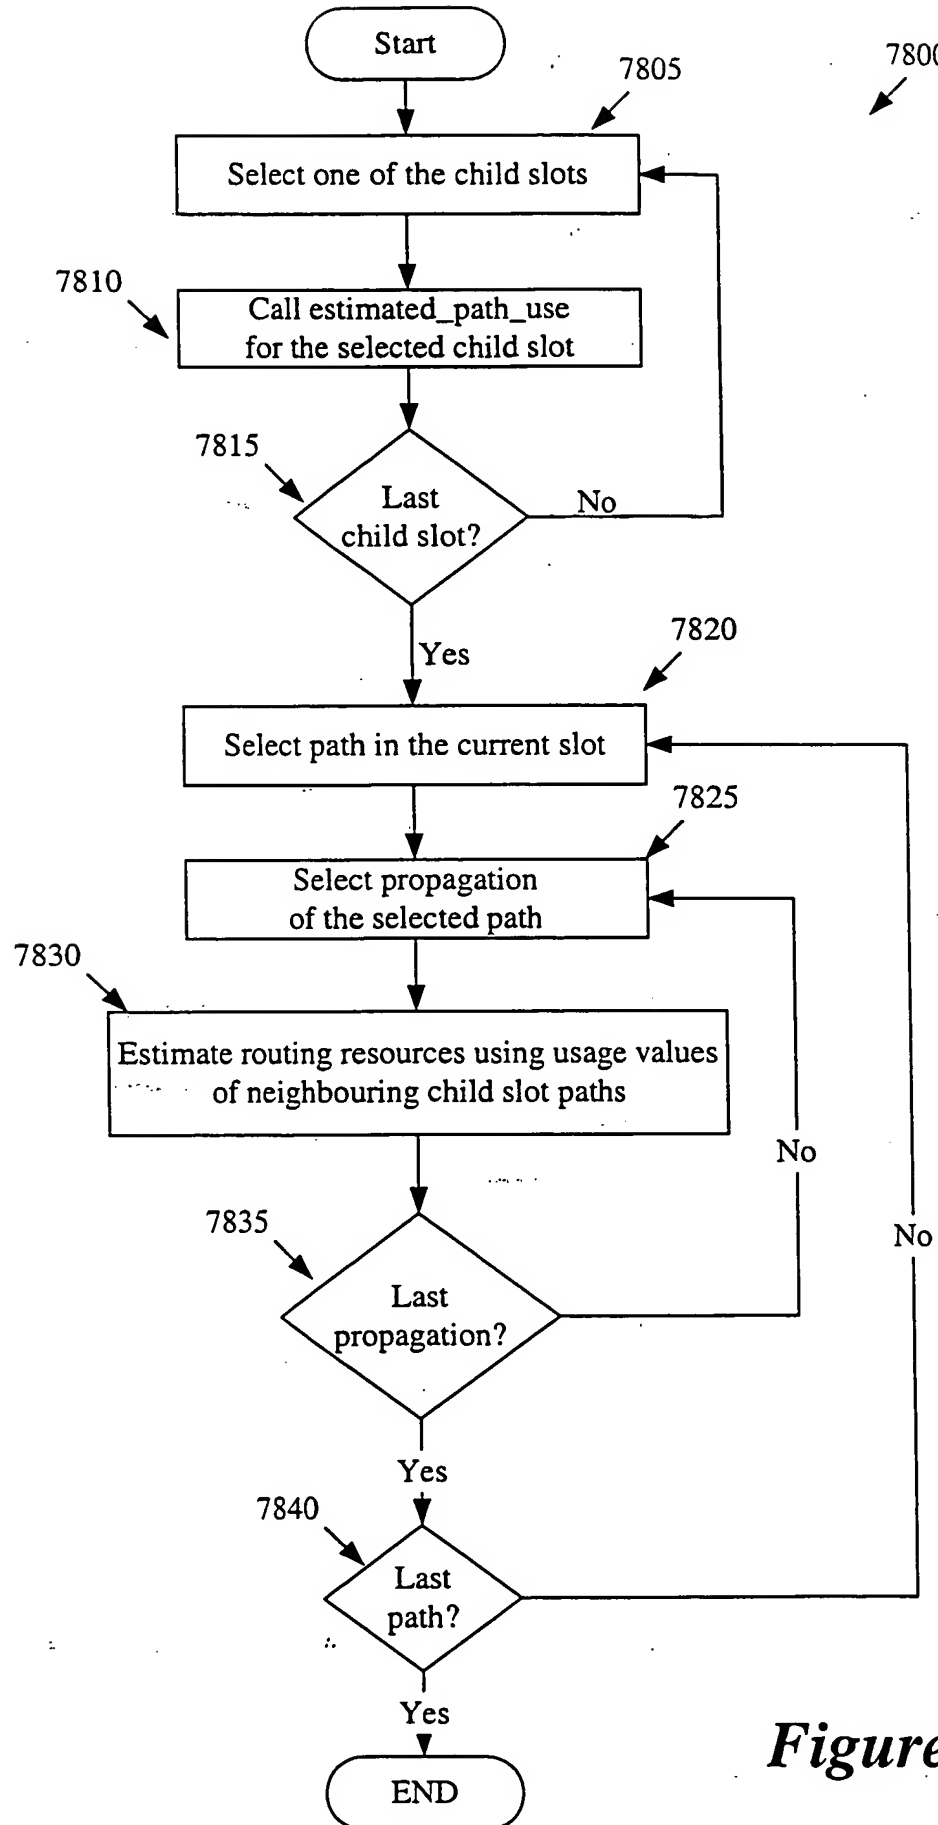 Start
7805
7800
Select one of the child slots
7810
Call estimated_path_use
for the selected child slot
7815
Last
child slot?
No
Yes
7820
Select path in the current slot
7825
Select propagation
of the selected path
7830
Estimate routing resources using usage values
of neighbouring child slot paths
No
7835
No
Last
propagation?
Yes
7840
Last
path?
Yes
Figure
END